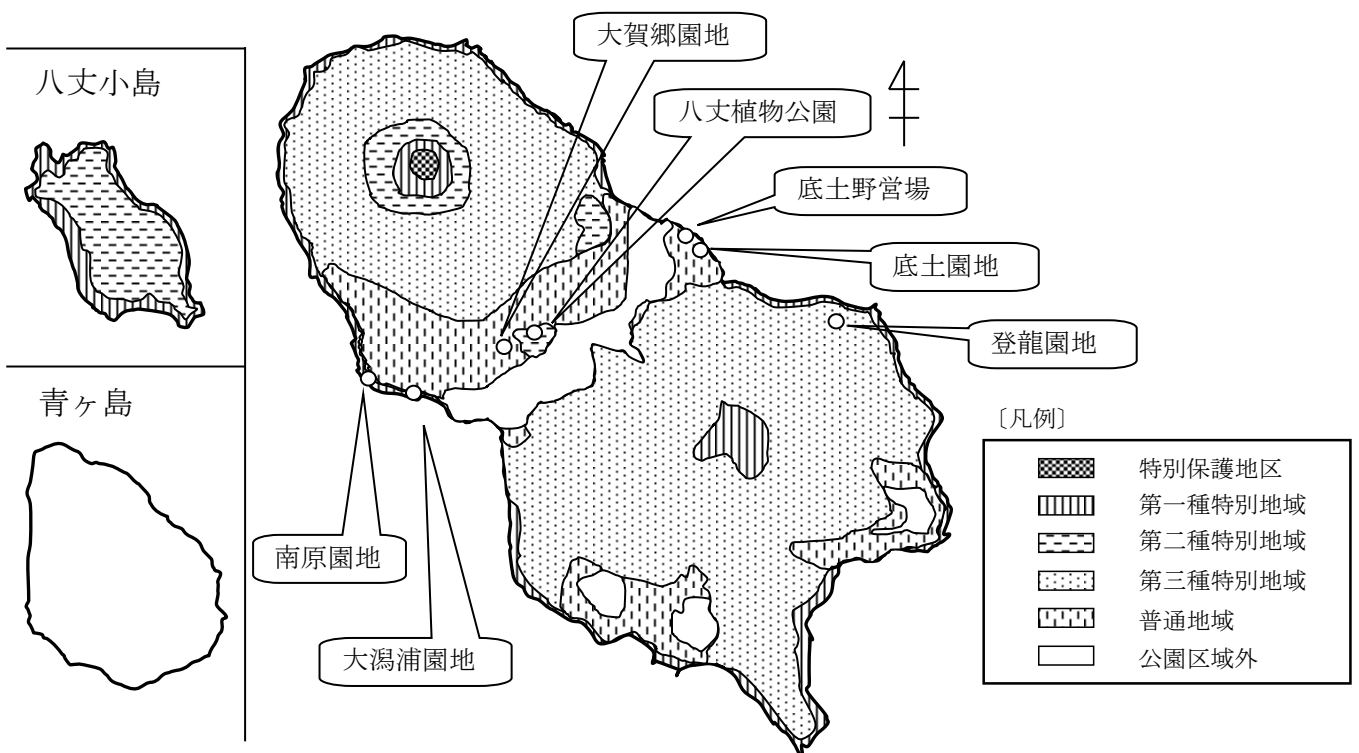 大賀郷園地
八丈小島
八丈植物公園
底土野営場
底土園地
登龍園地
青ヶ島
〔凡例〕
特別保護地区
第一種特別地域
第二種特別地域
第三種特別地域
普通地域
公園区域外
南原園地
大潟浦園地